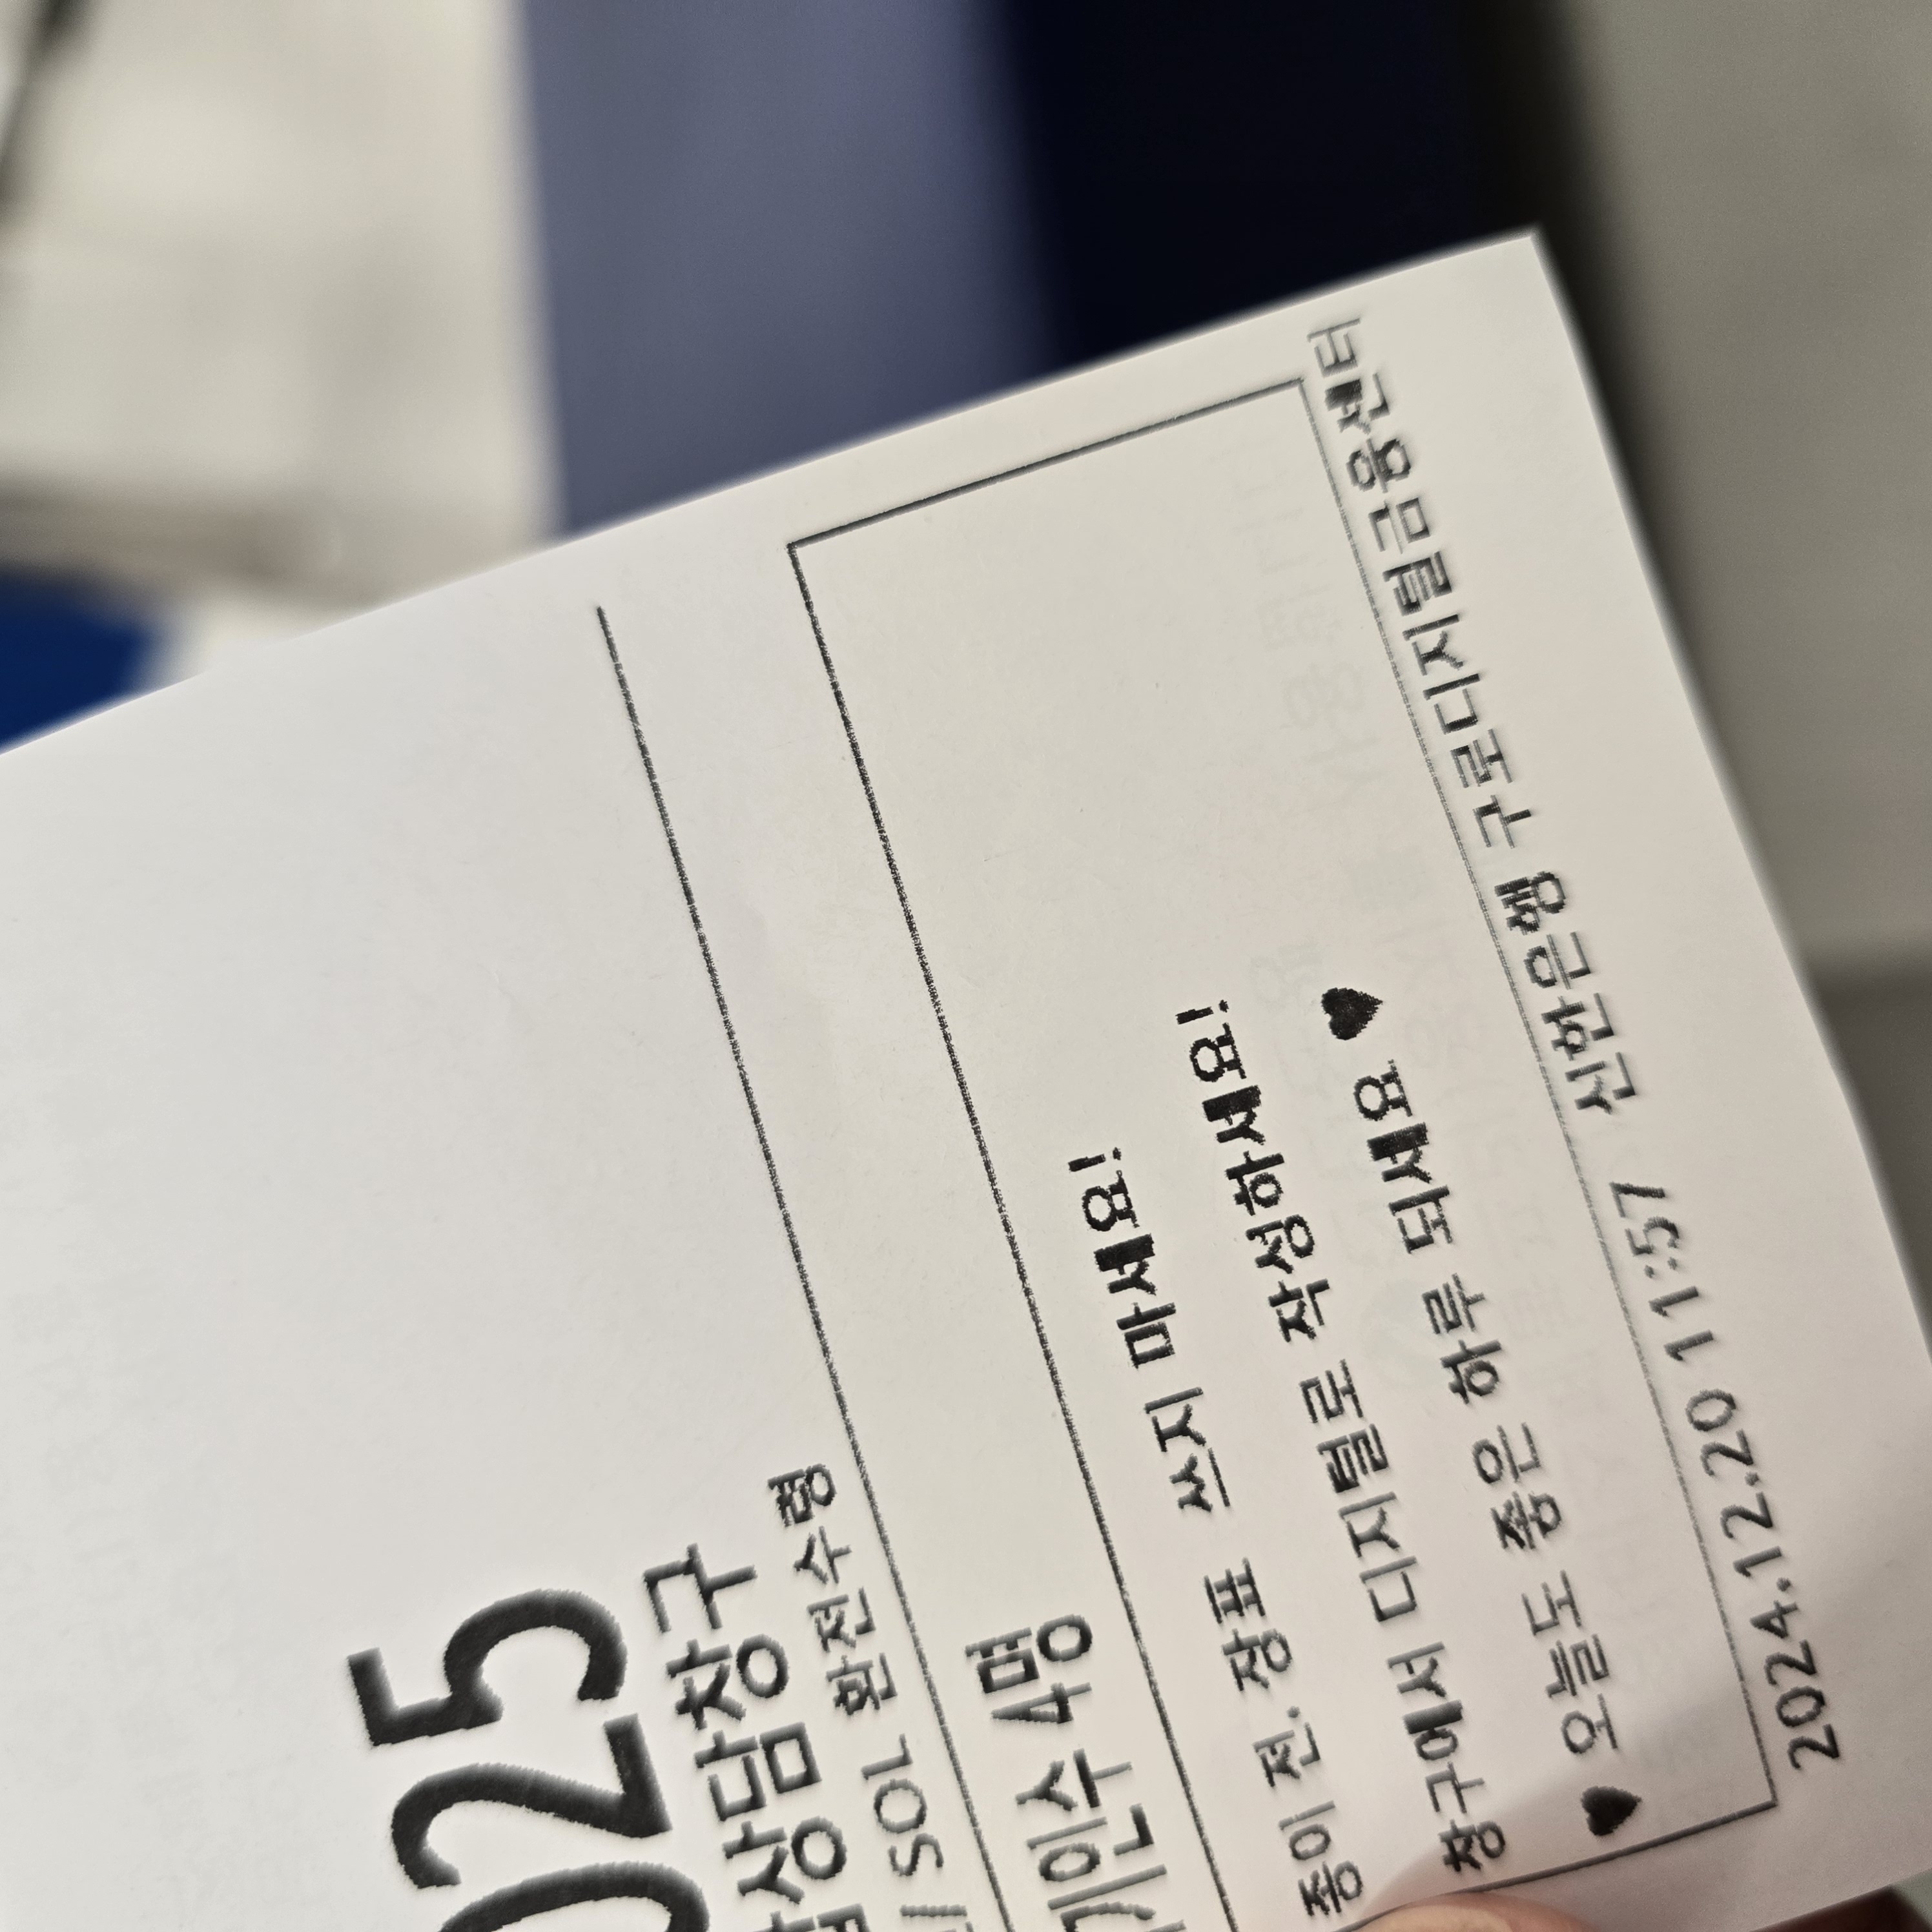 025
상담창구
/ SOL 환전수령
기인수 4명
종이 전.장표 쓰지 마세요!
창구에서 디지털로 작성하세요!
♥ 오늘도 좋은 하루 되세요 ♥
2024.12.20 11:57 신한은행 구로디지털금융센터